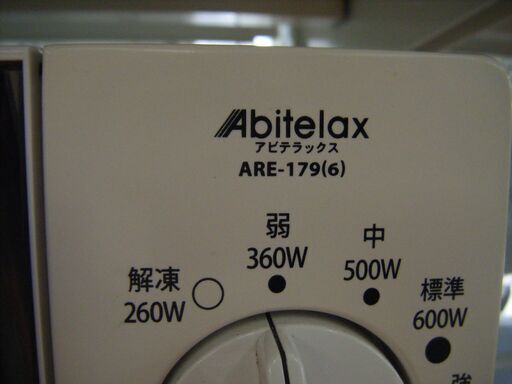 Abitelax
アビテラックス
ARE-179(6)
弱
360W
中
500W
解凍
260W
標準
600W
強